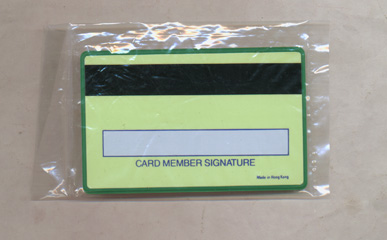 CARD MEMBER SIGNATURE
Made in Hong Kong